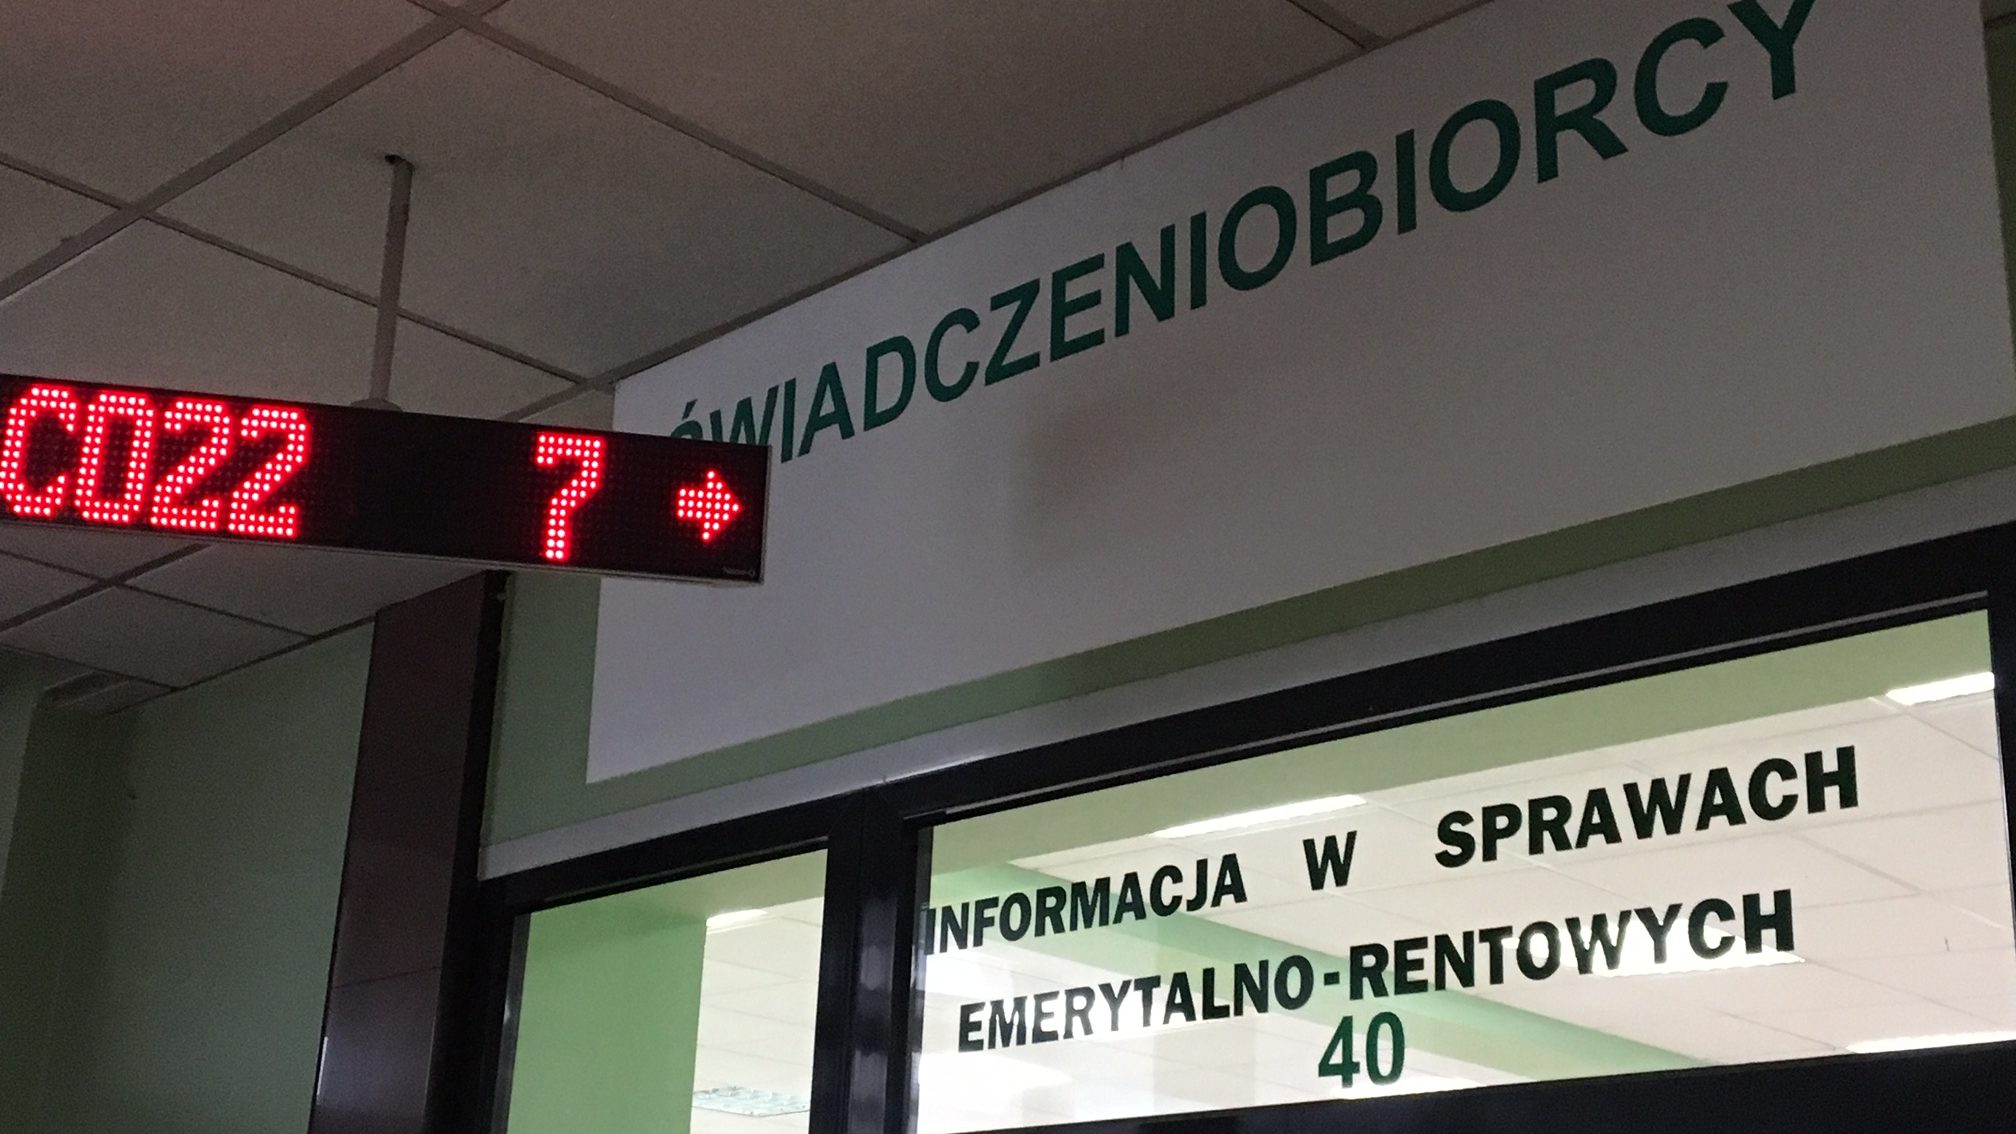 ŚWIADCZENIOBIORCY
C022 7 →
INFORMACJA W SPRAWACH
EMERYTALNO-RENTOWYCH
40